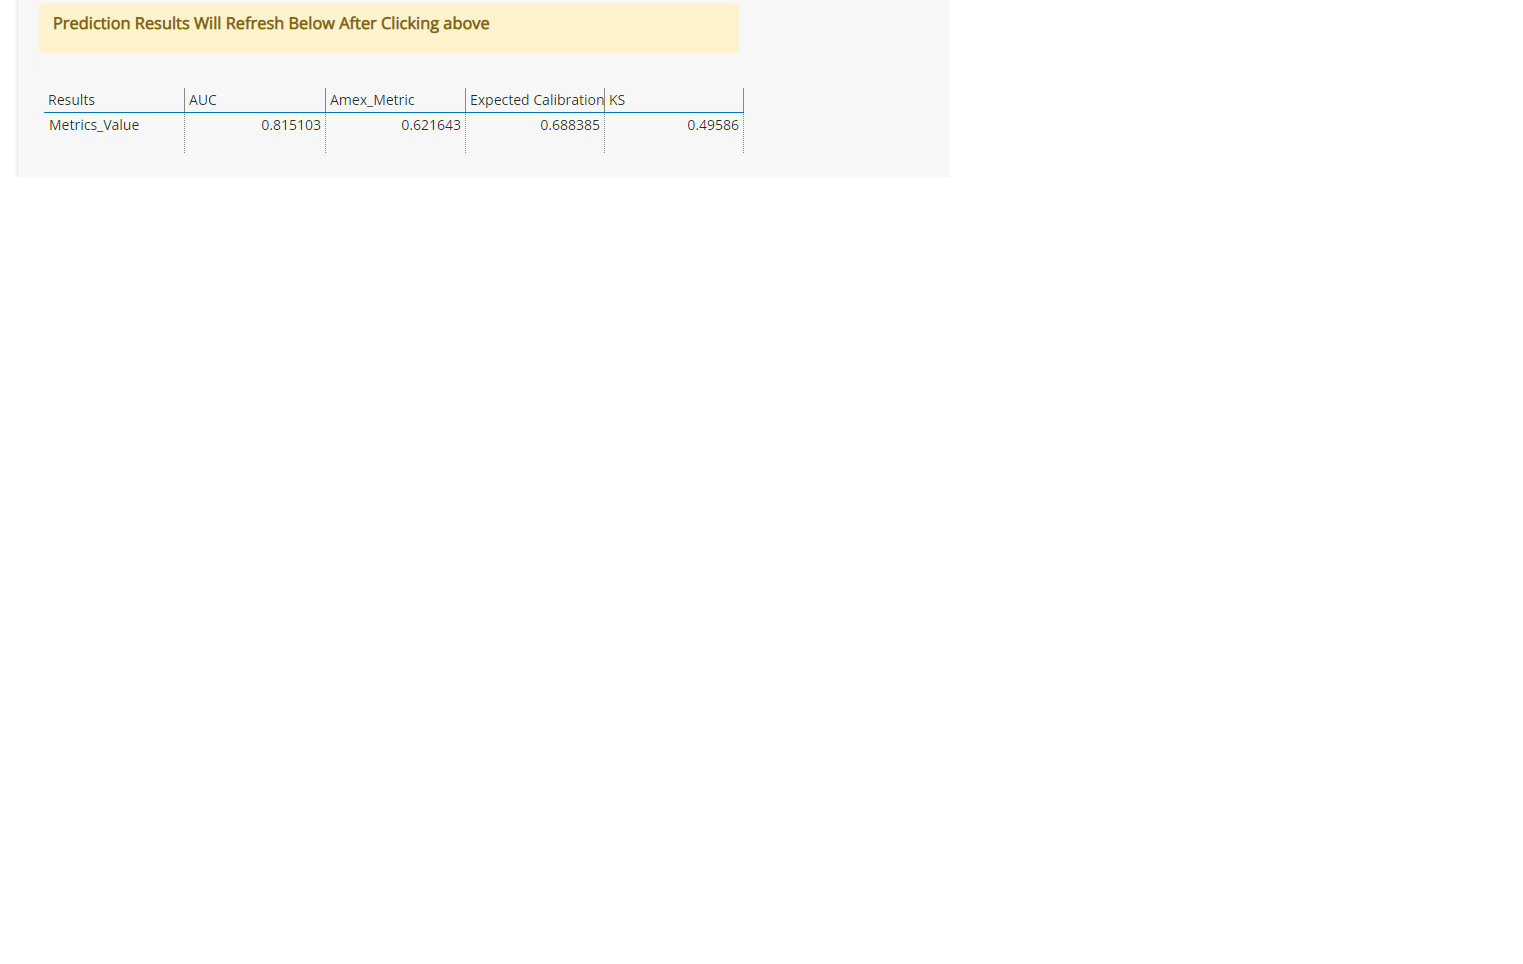 Prediction Results Will Refresh Below After Clicking above
Results AUC Amex_Metric Expected Calibration KS
Metrics_Value 0.815103 0.621643 0.688385 0.49586